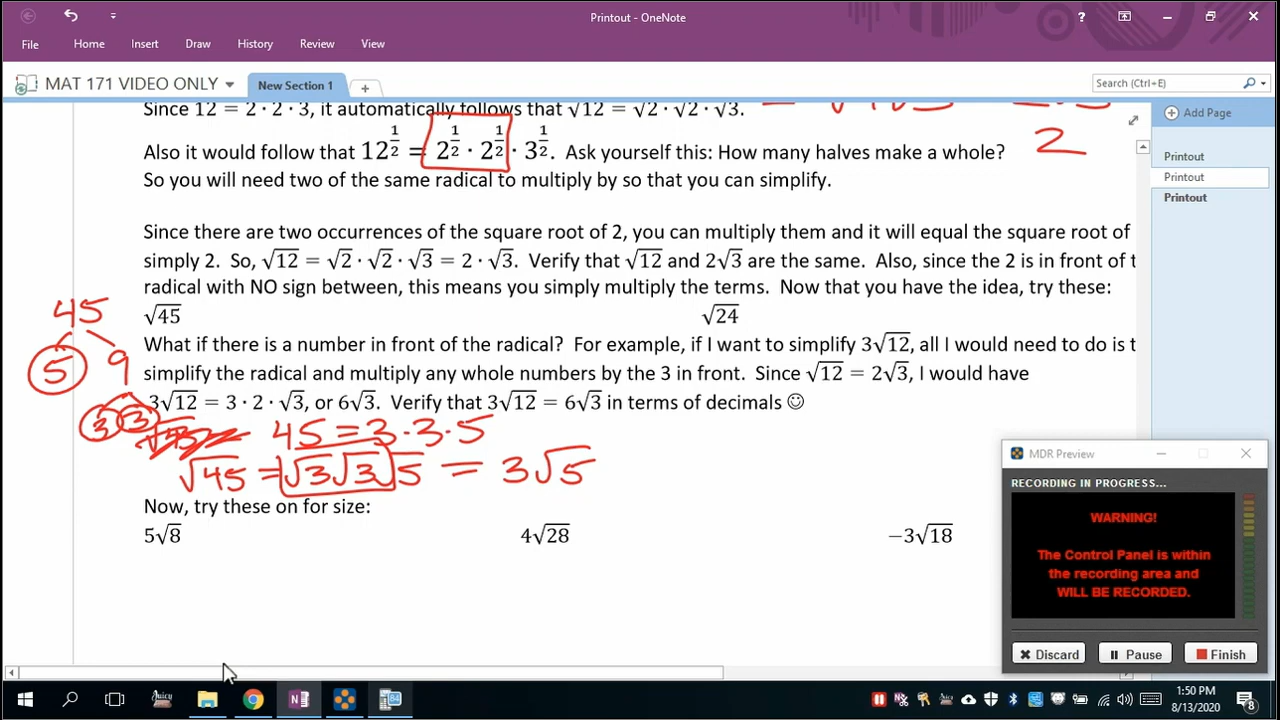 Printout - OneNote
File Home Insert Draw History Review View
MAT 171 VIDEO ONLY New Section 1 Search (Ctrl+E)
Add Page
Printout
Printout
Printout
Since 12 = 2 · 2 · 3, it automatically follows that √12 = √2 · √2 · √3.
Also it would follow that 12^(1/2) = 2^(1/2) · 2^(1/2) · 3^(1/2). Ask yourself this: How many halves make a whole?
2
So you will need two of the same radical to multiply by so that you can simplify.
Since there are two occurrences of the square root of 2, you can multiply them and it will equal the square root of
simply 2. So, √12 = √2 · √2 · √3 = 2 · √3. Verify that √12 and 2√3 are the same. Also, since the 2 is in front of t
radical with NO sign between, this means you simply multiply the terms. Now that you have the idea, try these:
45
√45 √24
What if there is a number in front of the radical? For example, if I want to simplify 3√12, all I would need to do is t
5 9
simplify the radical and multiply any whole numbers by the 3 in front. Since √12 = 2√3, I would have
3√12 = 3 · 2 · √3, or 6√3. Verify that 3√12 = 6√3 in terms of decimals ☺
3 3
45 = 3 · 3 · 5
√45 = √3 √3 √5 = 3√5
Now, try these on for size:
5√8 4√28 −3√18
MDR Preview
RECORDING IN PROGRESS...
WARNING!
The Control Panel is within
the recording area and
WILL BE RECORDED.
Discard Pause Finish
Juicy
64
1:50 PM
8/13/2020
8